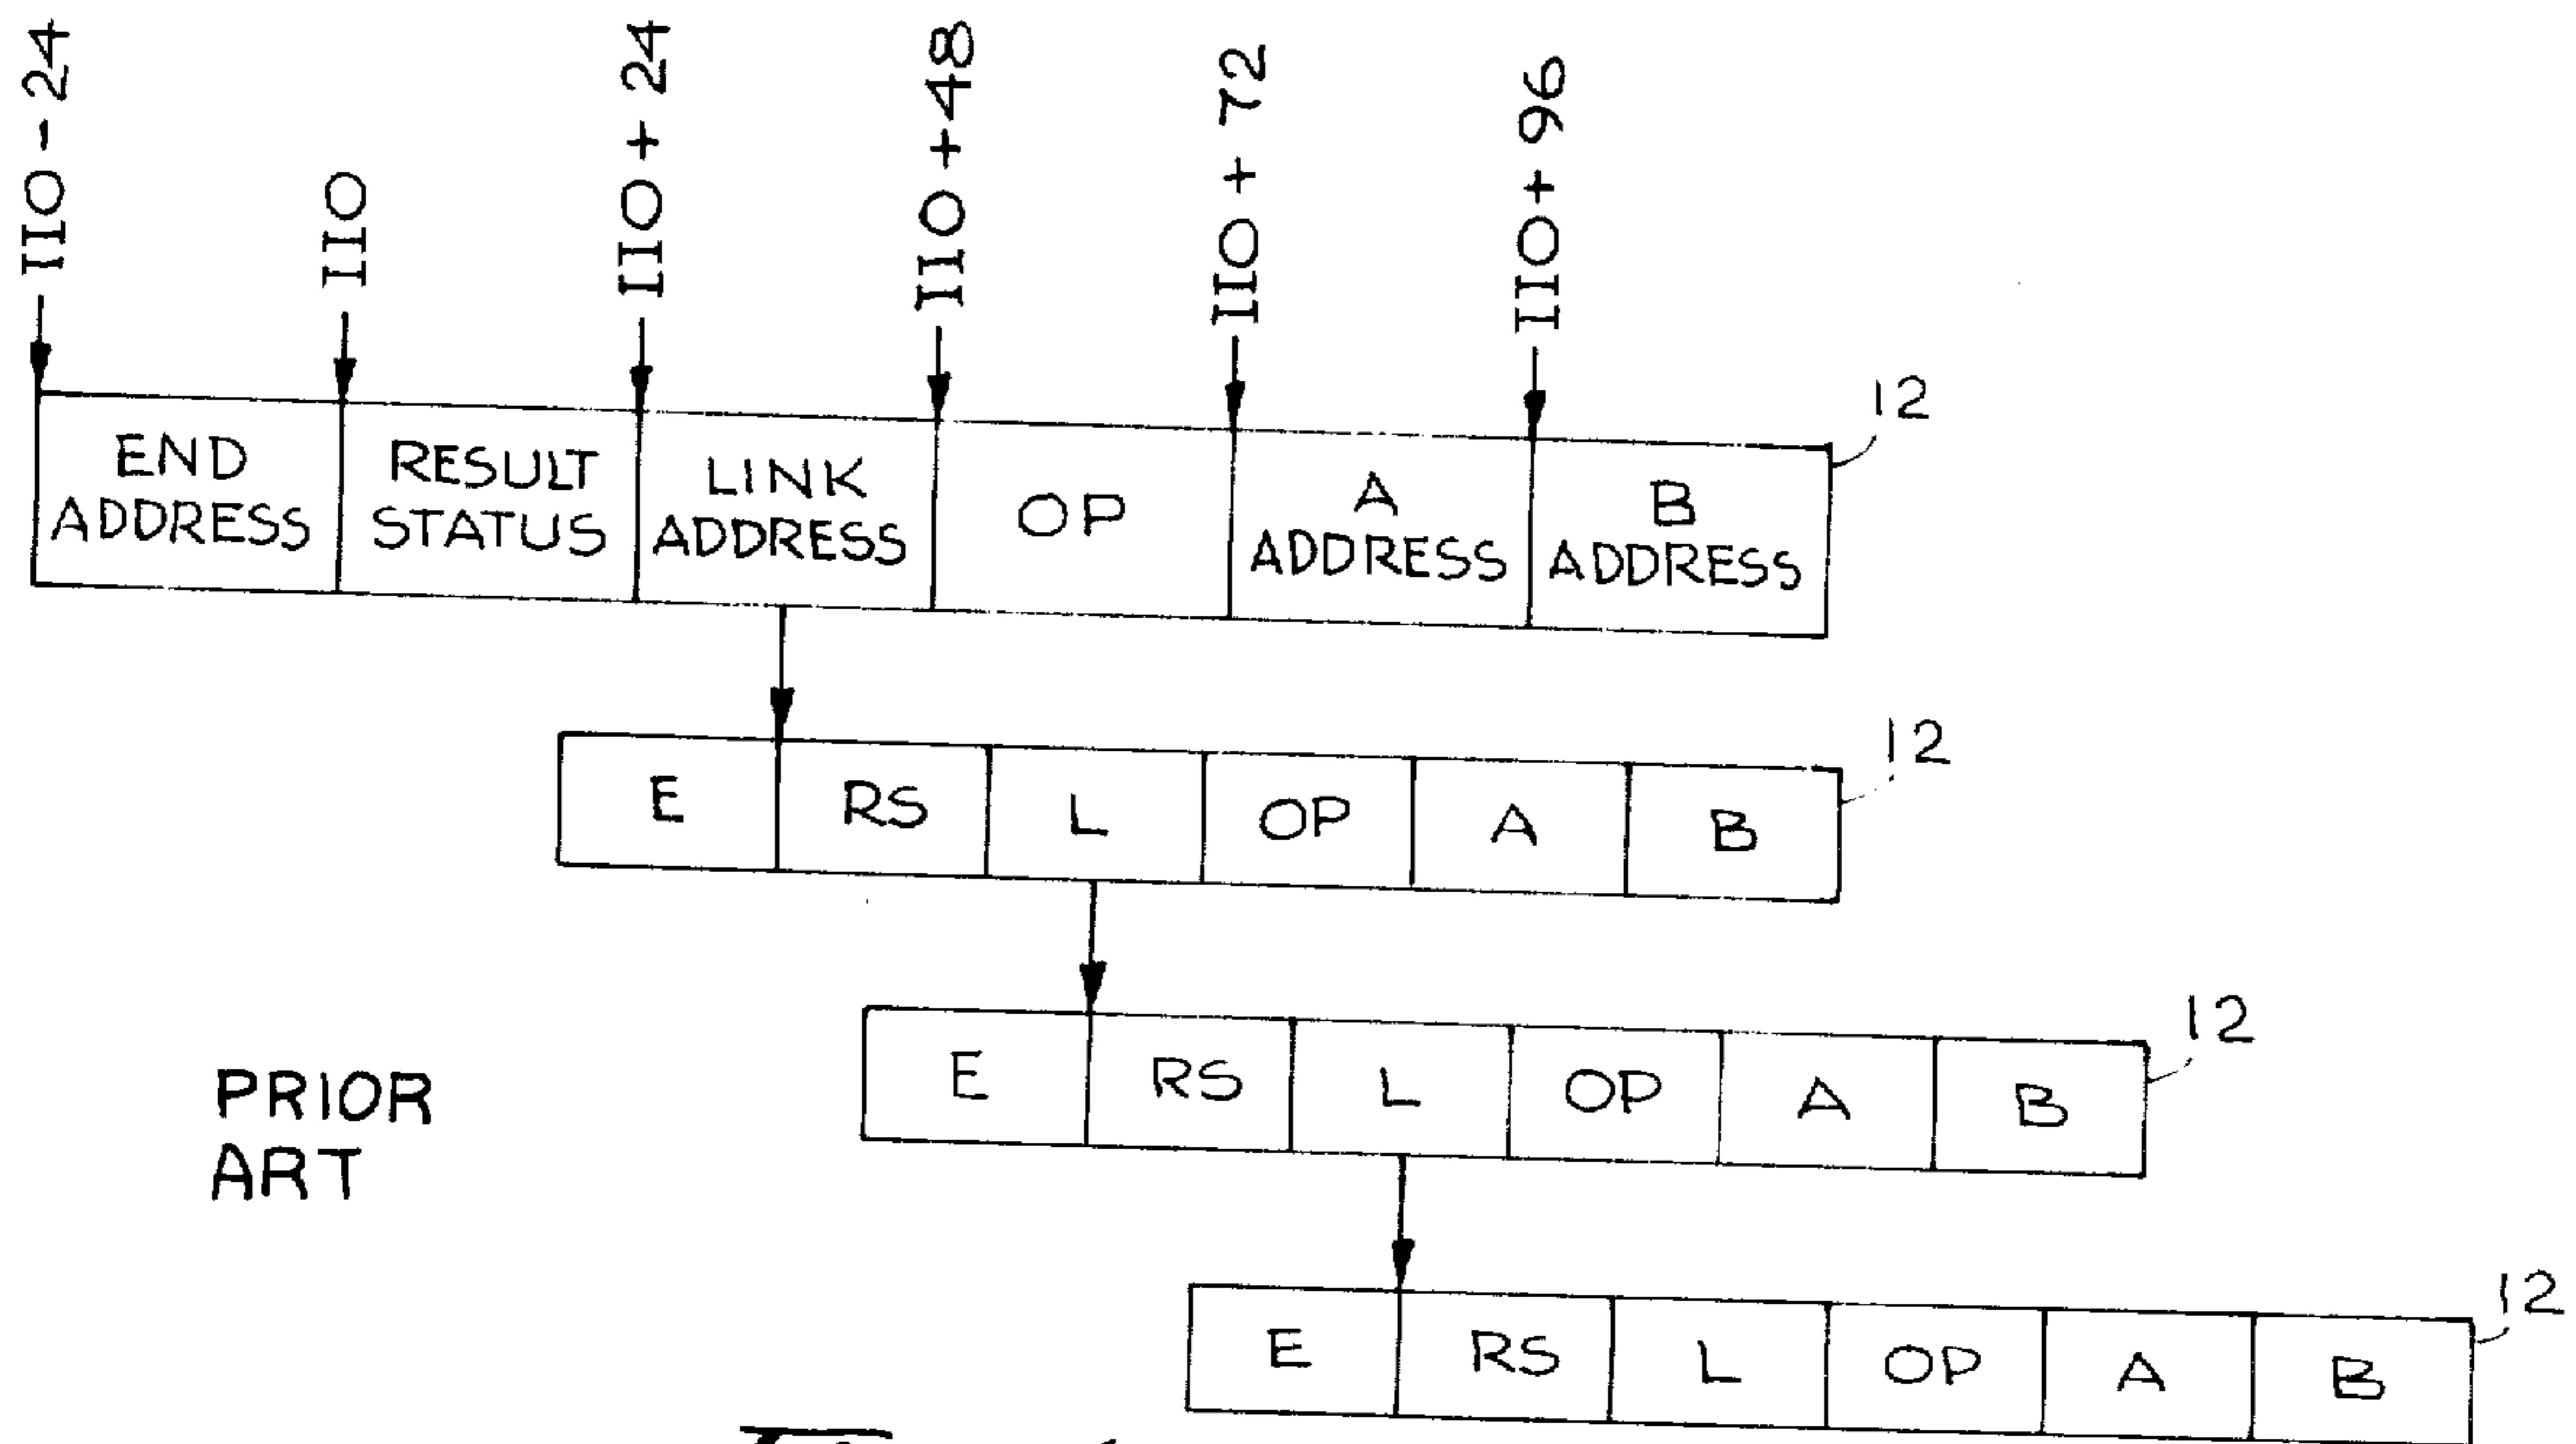 110 - 24
110
110 + 24
110 + 48
110 + 72
110 + 96
12
END
ADDRESS
RESULT
STATUS
LINK
ADDRESS
OP
A
ADDRESS
B
ADDRESS
12
E RS L OP A B
12
E RS L OP A B
PRIOR
ART
12
E RS L OP A B